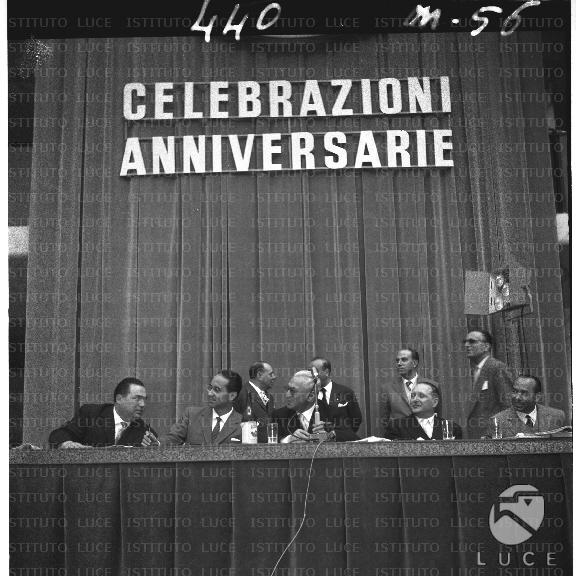 440 M-56
CELEBRAZIONI
ANNIVERSARIE
ISTITUTO LUCE
LUCE